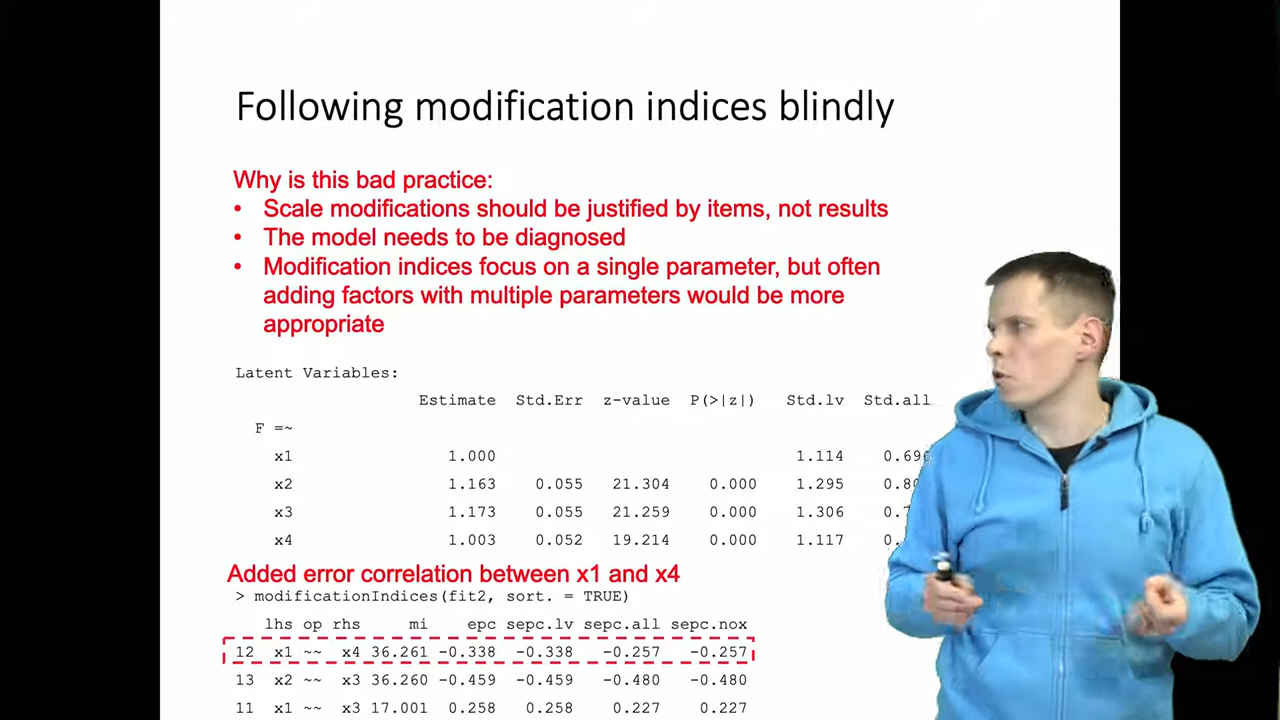 Following modification indices blindly
Why is this bad practice:
• Scale modifications should be justified by items, not results
• The model needs to be diagnosed
• Modification indices focus on a single parameter, but often
adding factors with multiple parameters would be more
appropriate
Latent Variables:
Estimate Std.Err z-value P(>|z|) Std.lv Std.all
F =~
x1 1.000 1.114
x2 1.163 0.055 21.304 0.000 1.295
x3 1.173 0.055 21.259 0.000 1.306
x4 1.003 0.052 19.214 0.000 1.117
Added error correlation between x1 and x4
> modificationIndices(fit2, sort. = TRUE)
lhs op rhs mi epc sepc.lv sepc.all sepc.nox
12 x1 ~~ x4 36.261 -0.338 -0.338 -0.257 -0.257
13 x2 ~~ x3 36.260 -0.459 -0.459 -0.480 -0.480
11 x1 ~~ x3 17.001 0.258 0.258 0.227 0.227